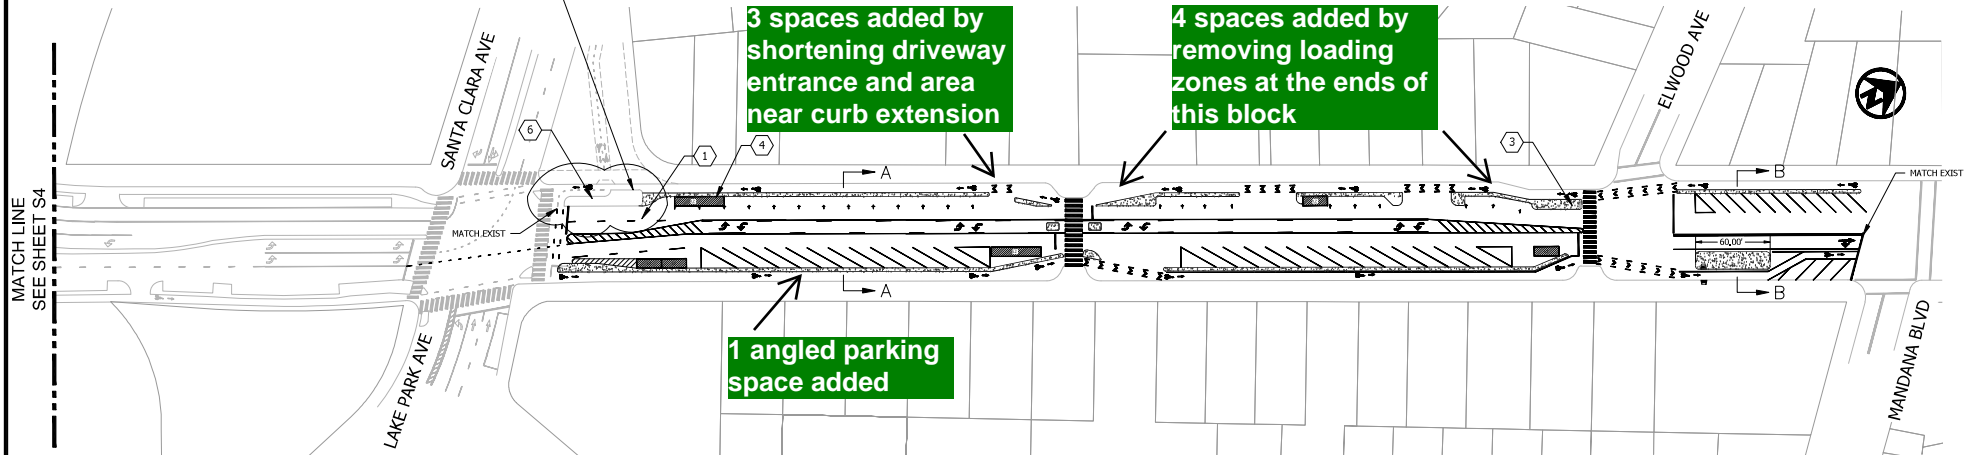 3 spaces added by
shortening driveway
entrance and area
near curb extension
4 spaces added by
removing loading
zones at the ends of
this block
1 angled parking
space added
MATCH LINE
SEE SHEET S4
SANTA CLARA AVE
LAKE PARK AVE
ELWOOD AVE
MANDANA BLVD
6
1
4
3
A
A
B
B
MATCH EXIST
MATCH EXIST
60.00'